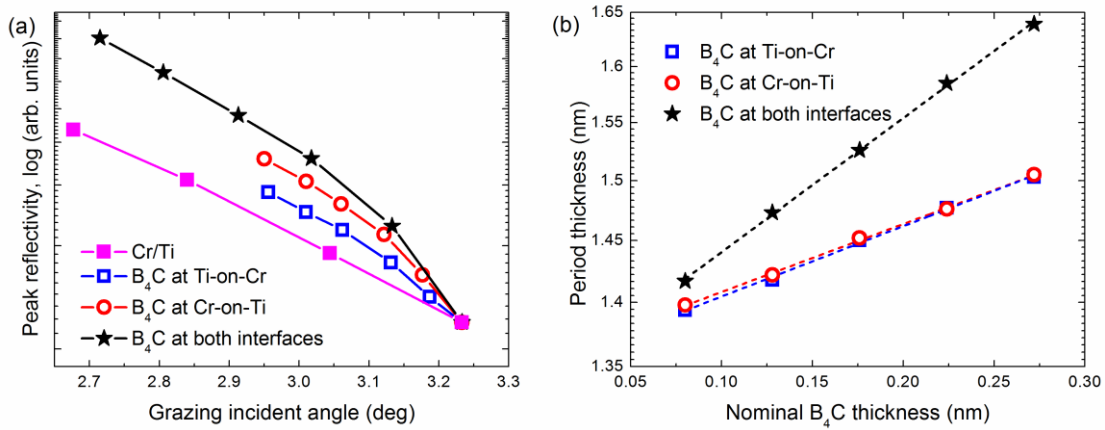 (a)
Peak reflectivity, log (arb. units)
Cr/Ti
B₄C at Ti-on-Cr
B₄C at Cr-on-Ti
B₄C at both interfaces
2.7 2.8 2.9 3.0 3.1 3.2 3.3
Grazing incident angle (deg)
(b)
Period thickness (nm)
1.65
1.6
1.55
1.5
1.45
1.4
1.35
B₄C at Ti-on-Cr
B₄C at Cr-on-Ti
B₄C at both interfaces
0.05 0.10 0.15 0.20 0.25 0.30
Nominal B₄C thickness (nm)